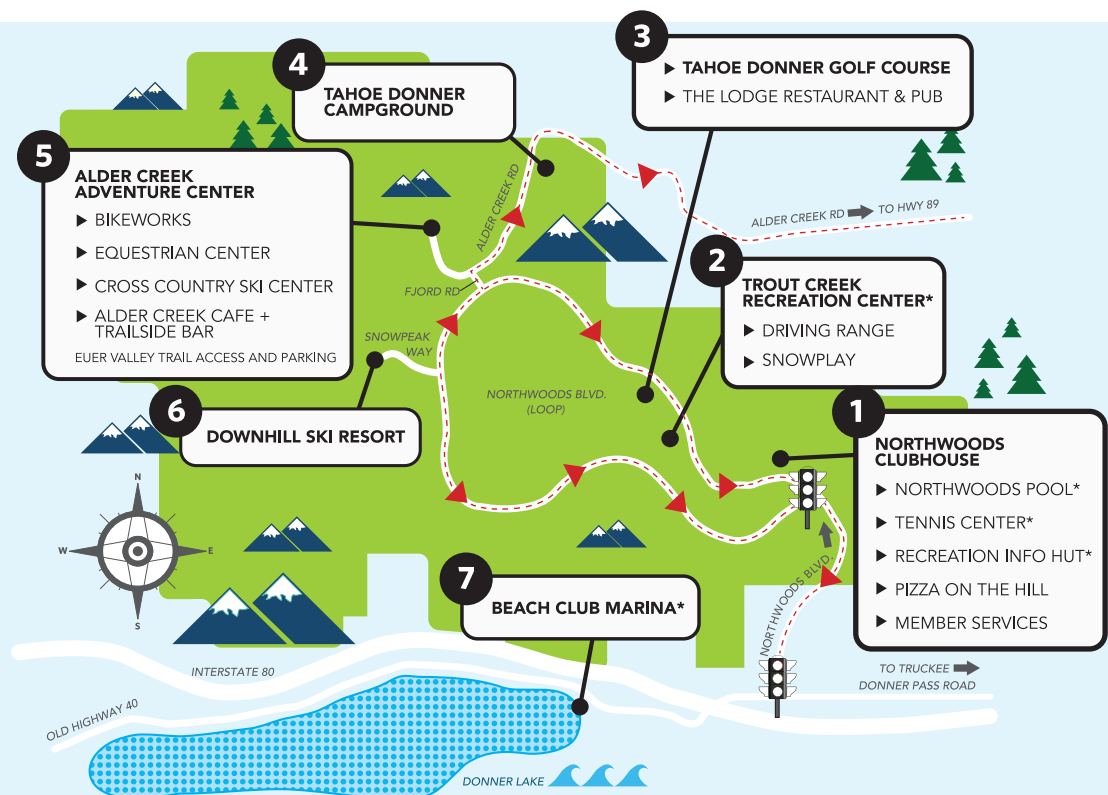 3
▶ TAHOE DONNER GOLF COURSE
▶ THE LODGE RESTAURANT & PUB
4
TAHOE DONNER
CAMPGROUND
5
ALDER CREEK
ADVENTURE CENTER
▶ BIKEWORKS
▶ EQUESTRIAN CENTER
▶ CROSS COUNTRY SKI CENTER
▶ ALDER CREEK CAFE +
TRAILSIDE BAR
EUER VALLEY TRAIL ACCESS AND PARKING
ALDER CREEK RD
ALDER CREEK RD ➡ TO HWY 89
2
TROUT CREEK
RECREATION CENTER*
▶ DRIVING RANGE
▶ SNOWPLAY
FJORD RD
SNOWPEAK
WAY
NORTHWOODS BLVD.
(LOOP)
6
DOWNHILL SKI RESORT
1
NORTHWOODS
CLUBHOUSE
▶ NORTHWOODS POOL*
▶ TENNIS CENTER*
▶ RECREATION INFO HUT*
▶ PIZZA ON THE HILL
▶ MEMBER SERVICES
N
W
E
S
7
BEACH CLUB MARINA*
NORTHWOODS BLVD.
INTERSTATE 80
TO TRUCKEE ➡
DONNER PASS ROAD
OLD HIGHWAY 40
DONNER LAKE